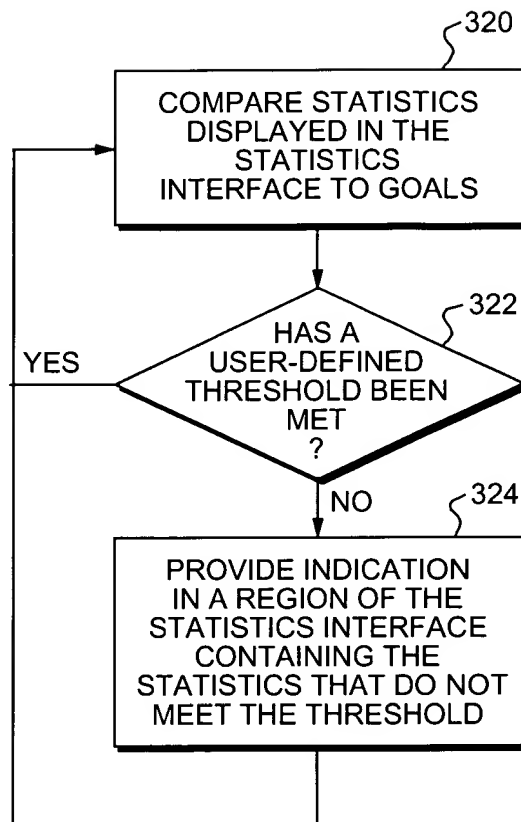 320
COMPARE STATISTICS
DISPLAYED IN THE
STATISTICS
INTERFACE TO GOALS
322
HAS A
USER-DEFINED
THRESHOLD BEEN
MET
?
YES
NO
324
PROVIDE INDICATION
IN A REGION OF THE
STATISTICS INTERFACE
CONTAINING THE
STATISTICS THAT DO NOT
MEET THE THRESHOLD